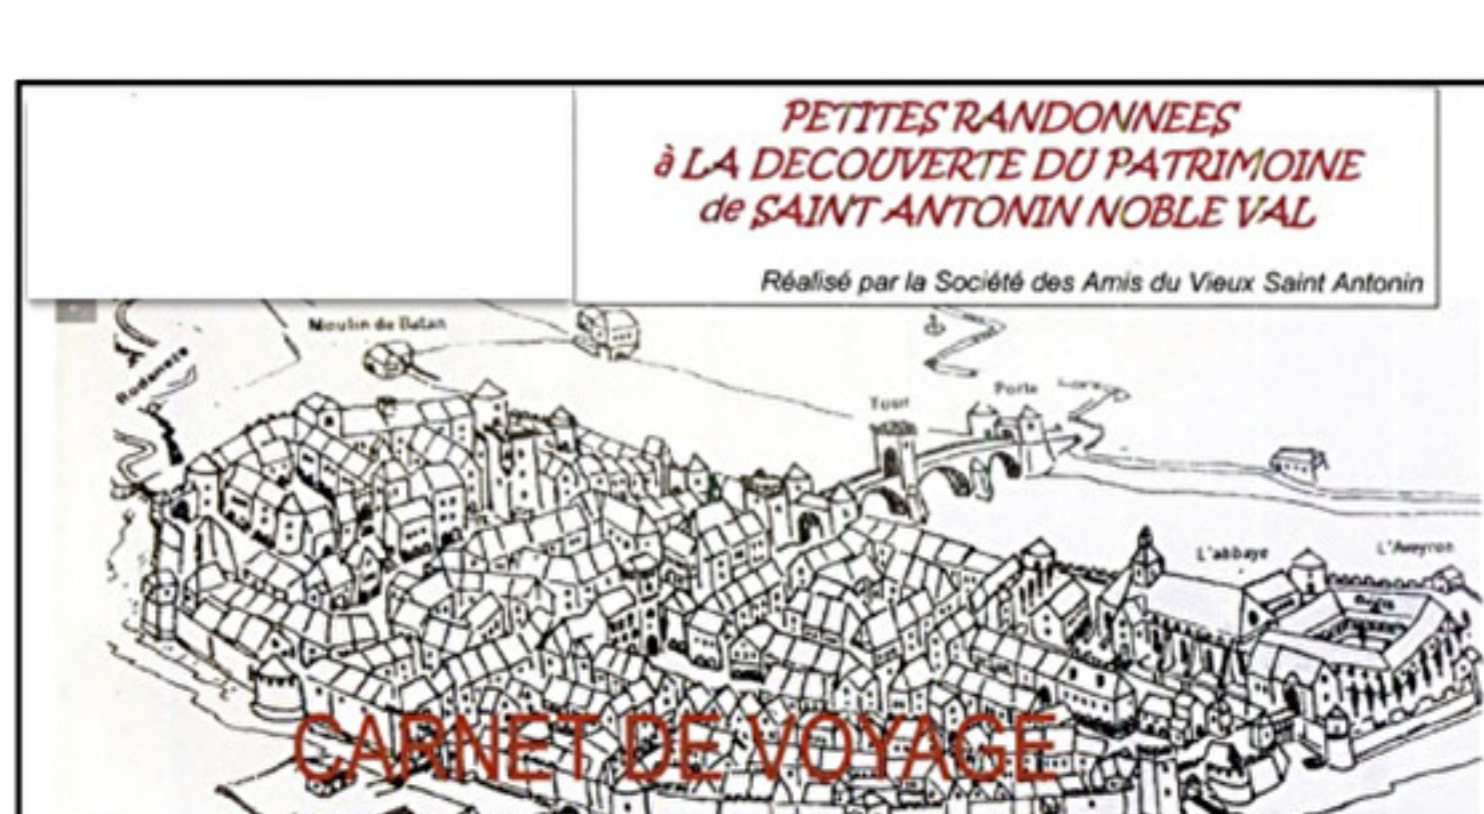 PETITES RANDONNEES
à LA DECOUVERTE DU PATRIMOINE
de SAINT ANTONIN NOBLE VAL
Réalisé par la Société des Amis du Vieux Saint Antonin
Moulin de Batan
Tour
Porte
L'abbaye
L'Aveyron
CARNET DE VOYAGE